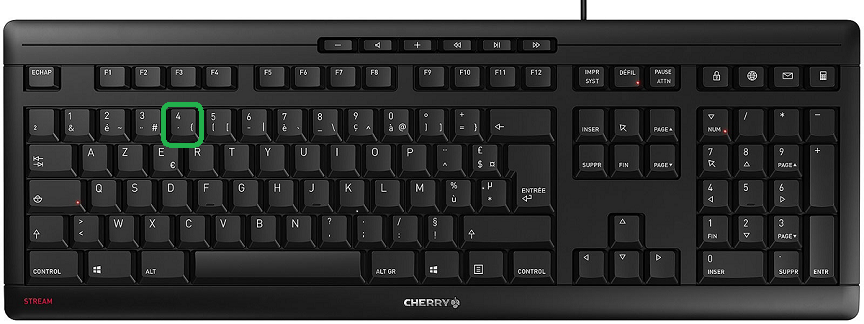 ECHAP F1 F2 F3 F4 F5 F6 F7 F8 F9 F10 F11 F12 IMPR SYST DÉFIL PAUSE ATTN
1 2 3 4 5 6 7 8 9 0 ° + INSER PAGE NUM / * -
² & é ~ " # ' { ( [ - | è ` _ \ ç ^ à @ ) ] = }
A Z E € R T Y U I O P ¨ ^ £ $ ¤ SUPPR FIN PAGE 7 8 9 PAGE +
Q S D F G H J K L M % ù µ * ENTRÉE 4 5 6
> < W X C V B N ? , . ; / : § ! 1 FIN 2 3 PAGE
CONTROL ALT ALT GR CONTROL 0 INSER . SUPPR ENTR
STREAM CHERRY